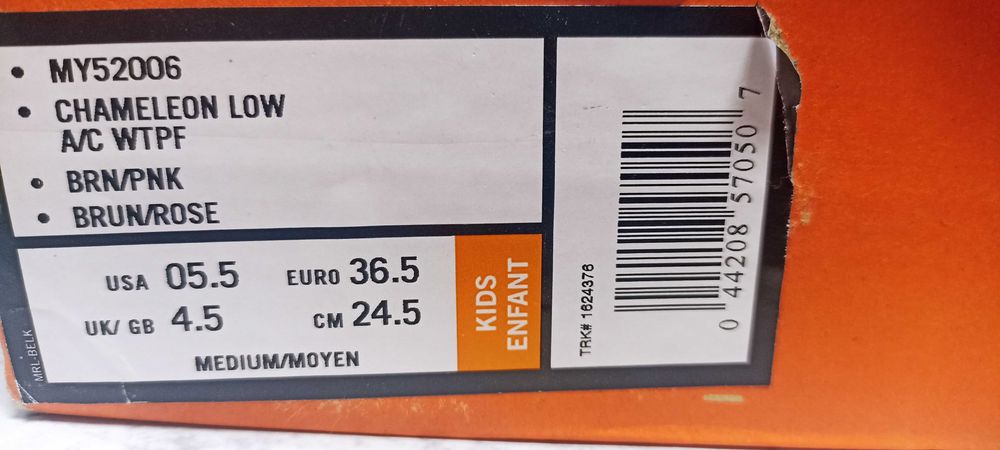 MY52006
CHAMELEON LOW
A/C WTPF
BRN/PNK
BRUN/ROSE
USA 05.5 EURO 36.5
UK/ GB 4.5 CM 24.5
MEDIUM/MOYEN
KIDS
ENFANT
MRL-BELK
TRK# 1624376
0 44208 57050 7